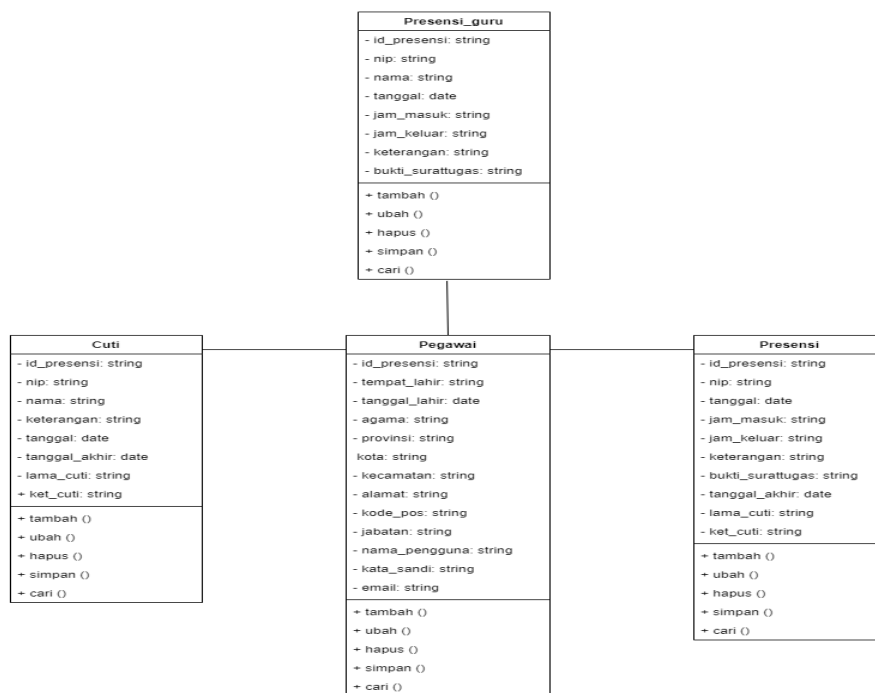 Presensi_guru
- id_presensi: string
- nip: string
- nama: string
- tanggal: date
- jam_masuk: string
- jam_keluar: string
- keterangan: string
- bukti_surattugas: string
+ tambah ()
+ ubah ()
+ hapus ()
+ simpan ()
+ cari ()
Cuti
- id_presensi: string
- nip: string
- nama: string
- keterangan: string
- tanggal: date
- tanggal_akhir: date
- lama_cuti: string
+ ket_cuti: string
+ tambah ()
+ ubah ()
+ hapus ()
+ simpan ()
+ cari ()
Pegawai
- id_presensi: string
- tempat_lahir: string
- tanggal_lahir: date
- agama: string
- provinsi: string
kota: string
- kecamatan: string
- alamat: string
- kode_pos: string
- jabatan: string
- nama_pengguna: string
- kata_sandi: string
- email: string
+ tambah ()
+ ubah ()
+ hapus ()
+ simpan ()
+ cari ()
Presensi
- id_presensi: string
- nip: string
- tanggal: date
- jam_masuk: string
- jam_keluar: string
- keterangan: string
- bukti_surattugas: string
- tanggal_akhir: date
- lama_cuti: string
- ket_cuti: string
+ tambah ()
+ ubah ()
+ hapus ()
+ simpan ()
+ cari ()